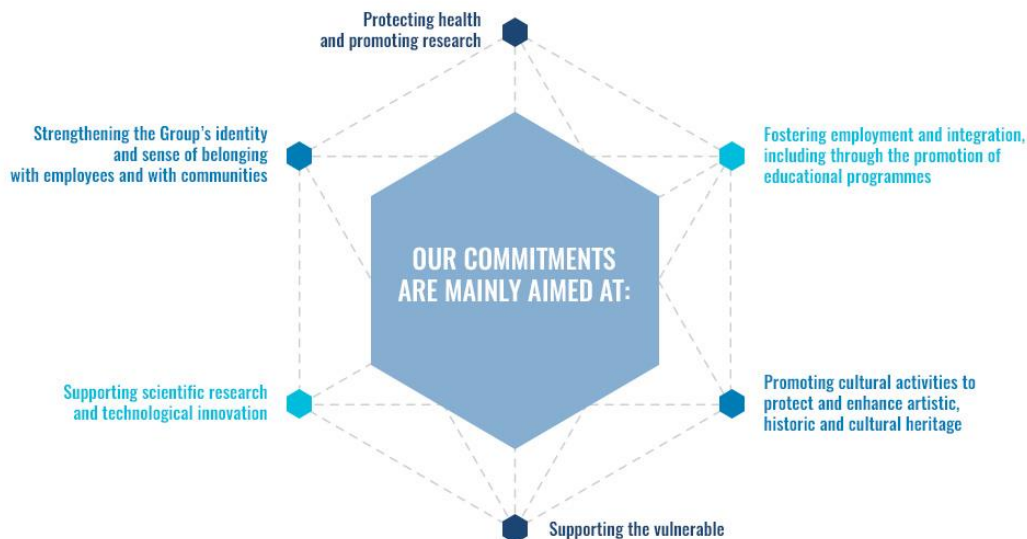 Protecting health
and promoting research
Strengthening the Group's identity
and sense of belonging
with employees and with communities
Fostering employment and integration,
including through the promotion of
educational programmes
OUR COMMITMENTS
ARE MAINLY AIMED AT:
Supporting scientific research
and technological innovation
Promoting cultural activities to
protect and enhance artistic,
historic and cultural heritage
Supporting the vulnerable